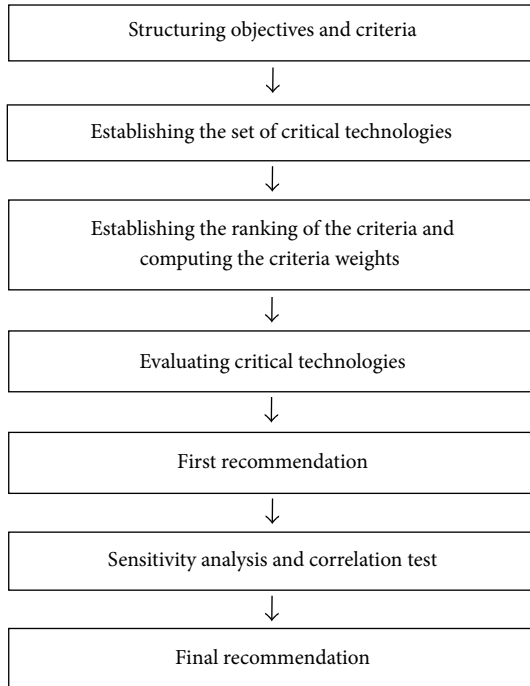 Structuring objectives and criteria
Establishing the set of critical technologies
Establishing the ranking of the criteria and
computing the criteria weights
Evaluating critical technologies
First recommendation
Sensitivity analysis and correlation test
Final recommendation